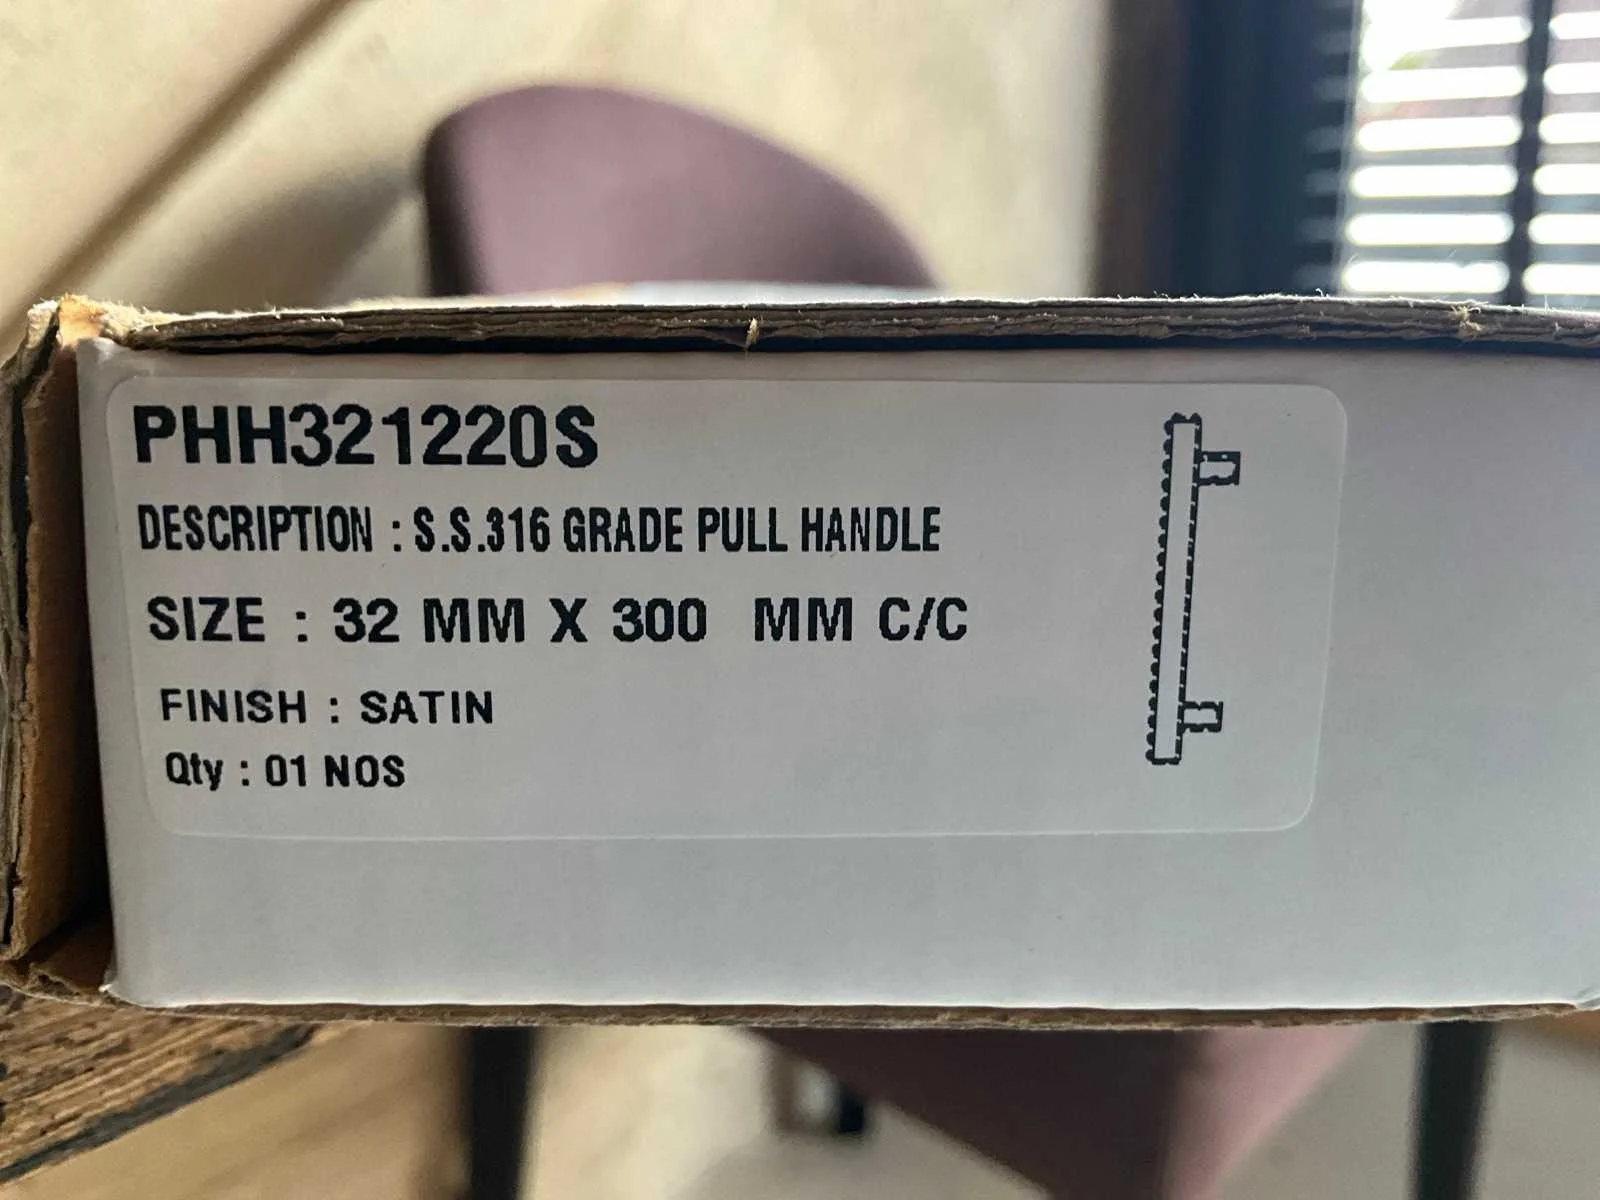 PHH321220S
DESCRIPTION : S.S.316 GRADE PULL HANDLE
SIZE : 32 MM X 300 MM C/C
FINISH : SATIN
Qty : 01 NOS